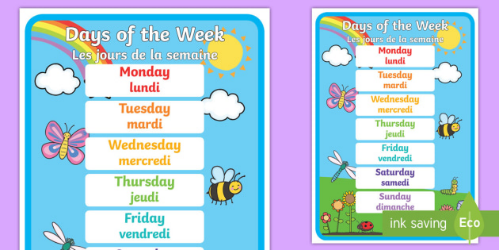 Days of the Week
Les jours de la semaine
Monday
lundi
Tuesday
mardi
Wednesday
mercredi
Thursday
jeudi
Friday
vendredi
Days of the Week
Les jours de la semaine
Monday
lundi
Tuesday
mardi
Wednesday
mercredi
Thursday
jeudi
Friday
vendredi
Saturday
samedi
Sunday
dimanche
ink saving
Eco